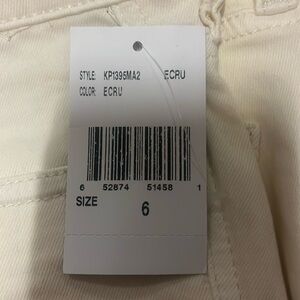 STYLE: KP1395MA2 ECRU
COLOR: ECRU
6 52874 51458 1
SIZE 6